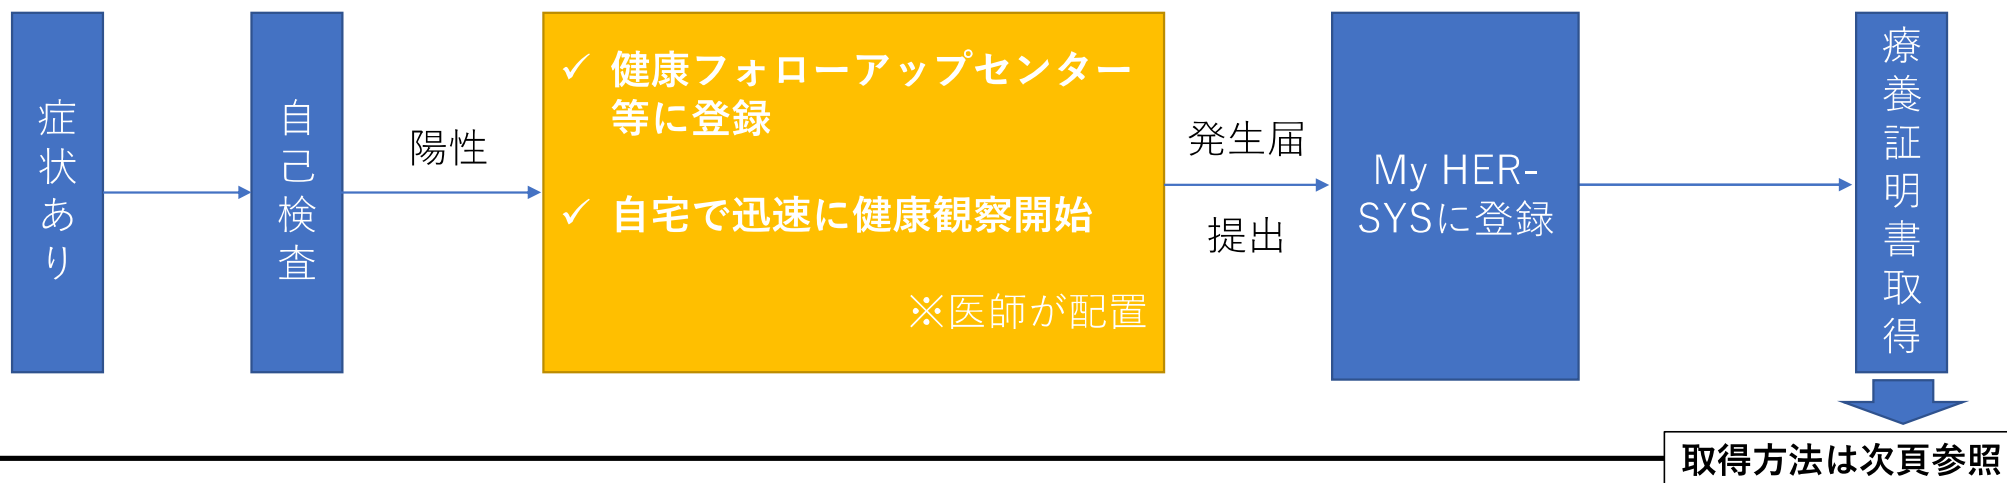 症状あり
自己検査
陽性
✓ 健康フォローアップセンター
等に登録
✓ 自宅で迅速に健康観察開始
※医師が配置
発生届
提出
My HER-
SYSに登録
療養証明書取得
取得方法は次頁参照